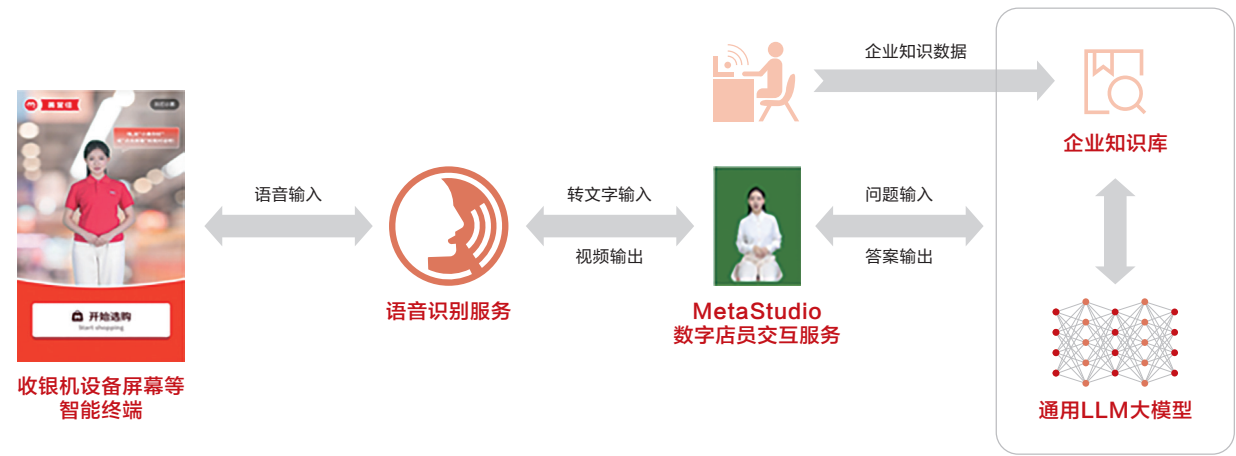 企业知识数据
企业知识库
语音输入
转文字输入
问题输入
视频输出
答案输出
开始选购
Start shopping
语音识别服务
MetaStudio
数字店员交互服务
收银机设备屏幕等
智能终端
通用LLM大模型